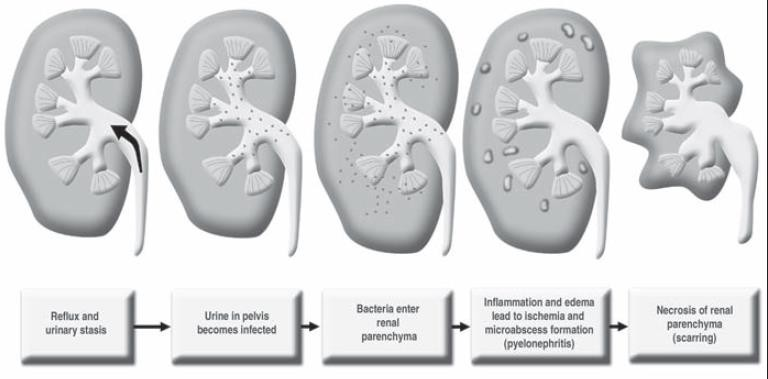 Reflux and
urinary stasis
Urine in pelvis
becomes infected
Bacteria enter
renal
parenchyma
Inflammation and edema
lead to ischemia and
microabscess formation
(pyelonephritis)
Necrosis of renal
parenchyma
(scarring)